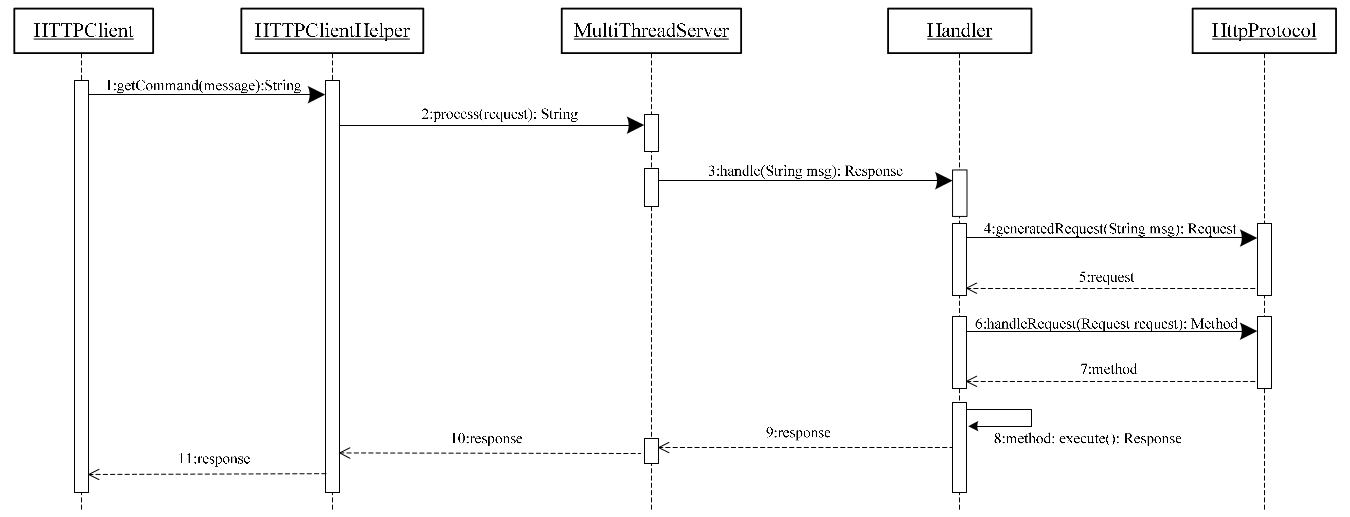 HTTPClient
HTTPClientHelper
MultiThreadServer
Handler
HttpProtocol
1:getCommand(message):String
2:process(request): String
3:handle(String msg): Response
4:generatedRequest(String msg): Request
5:request
6:handleRequest(Request request): Method
7:method
8:method: execute(): Response
9:response
10:response
11:response